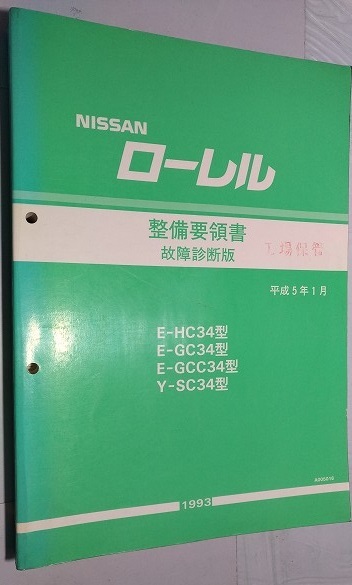 NISSAN
ローレル
整備要領書
故障診断版
工場保管
平成5年1月
E-HC34型
E-GC34型
E-GCC34型
Y-SC34型
1993